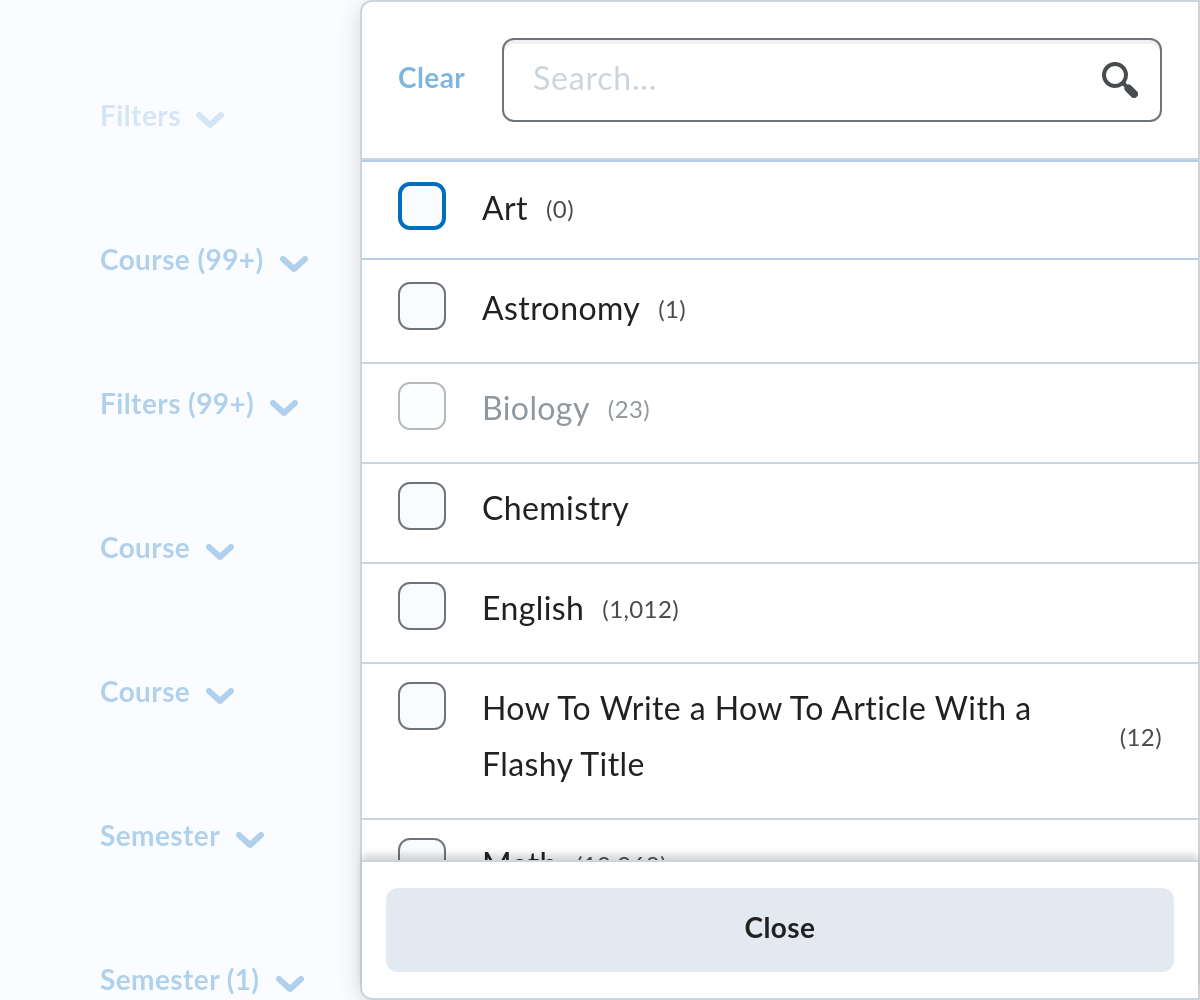 Filters
Course (99+)
Filters (99+)
Course
Course
Semester
Semester (1)
Clear
Search...
Art (0)
Astronomy (1)
Biology (23)
Chemistry
English (1,012)
How To Write a How To Article With a
Flashy Title
(12)
Math
Close